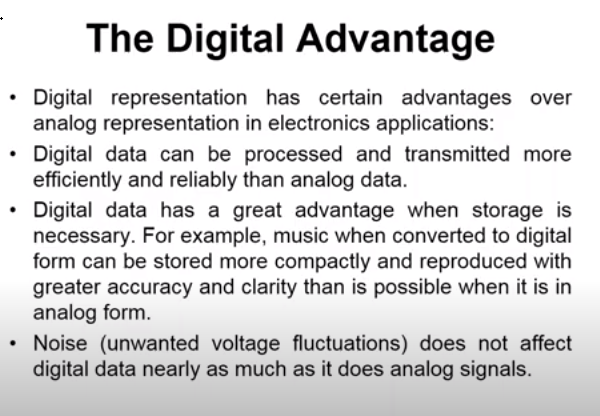 The Digital Advantage
• Digital representation has certain advantages over
analog representation in electronics applications:
• Digital data can be processed and transmitted more
efficiently and reliably than analog data.
• Digital data has a great advantage when storage is
necessary. For example, music when converted to digital
form can be stored more compactly and reproduced with
greater accuracy and clarity than is possible when it is in
analog form.
• Noise (unwanted voltage fluctuations) does not affect
digital data nearly as much as it does analog signals.